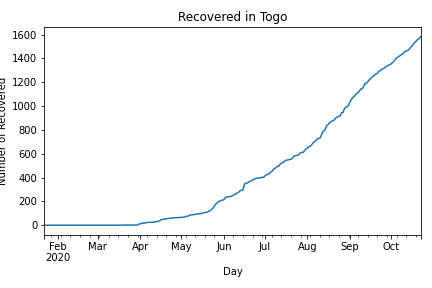 Recovered in Togo
Number of Recovered
1600
1400
1200
1000
800
600
400
200
0
Feb Mar Apr May Jun Jul Aug Sep Oct
2020
Day